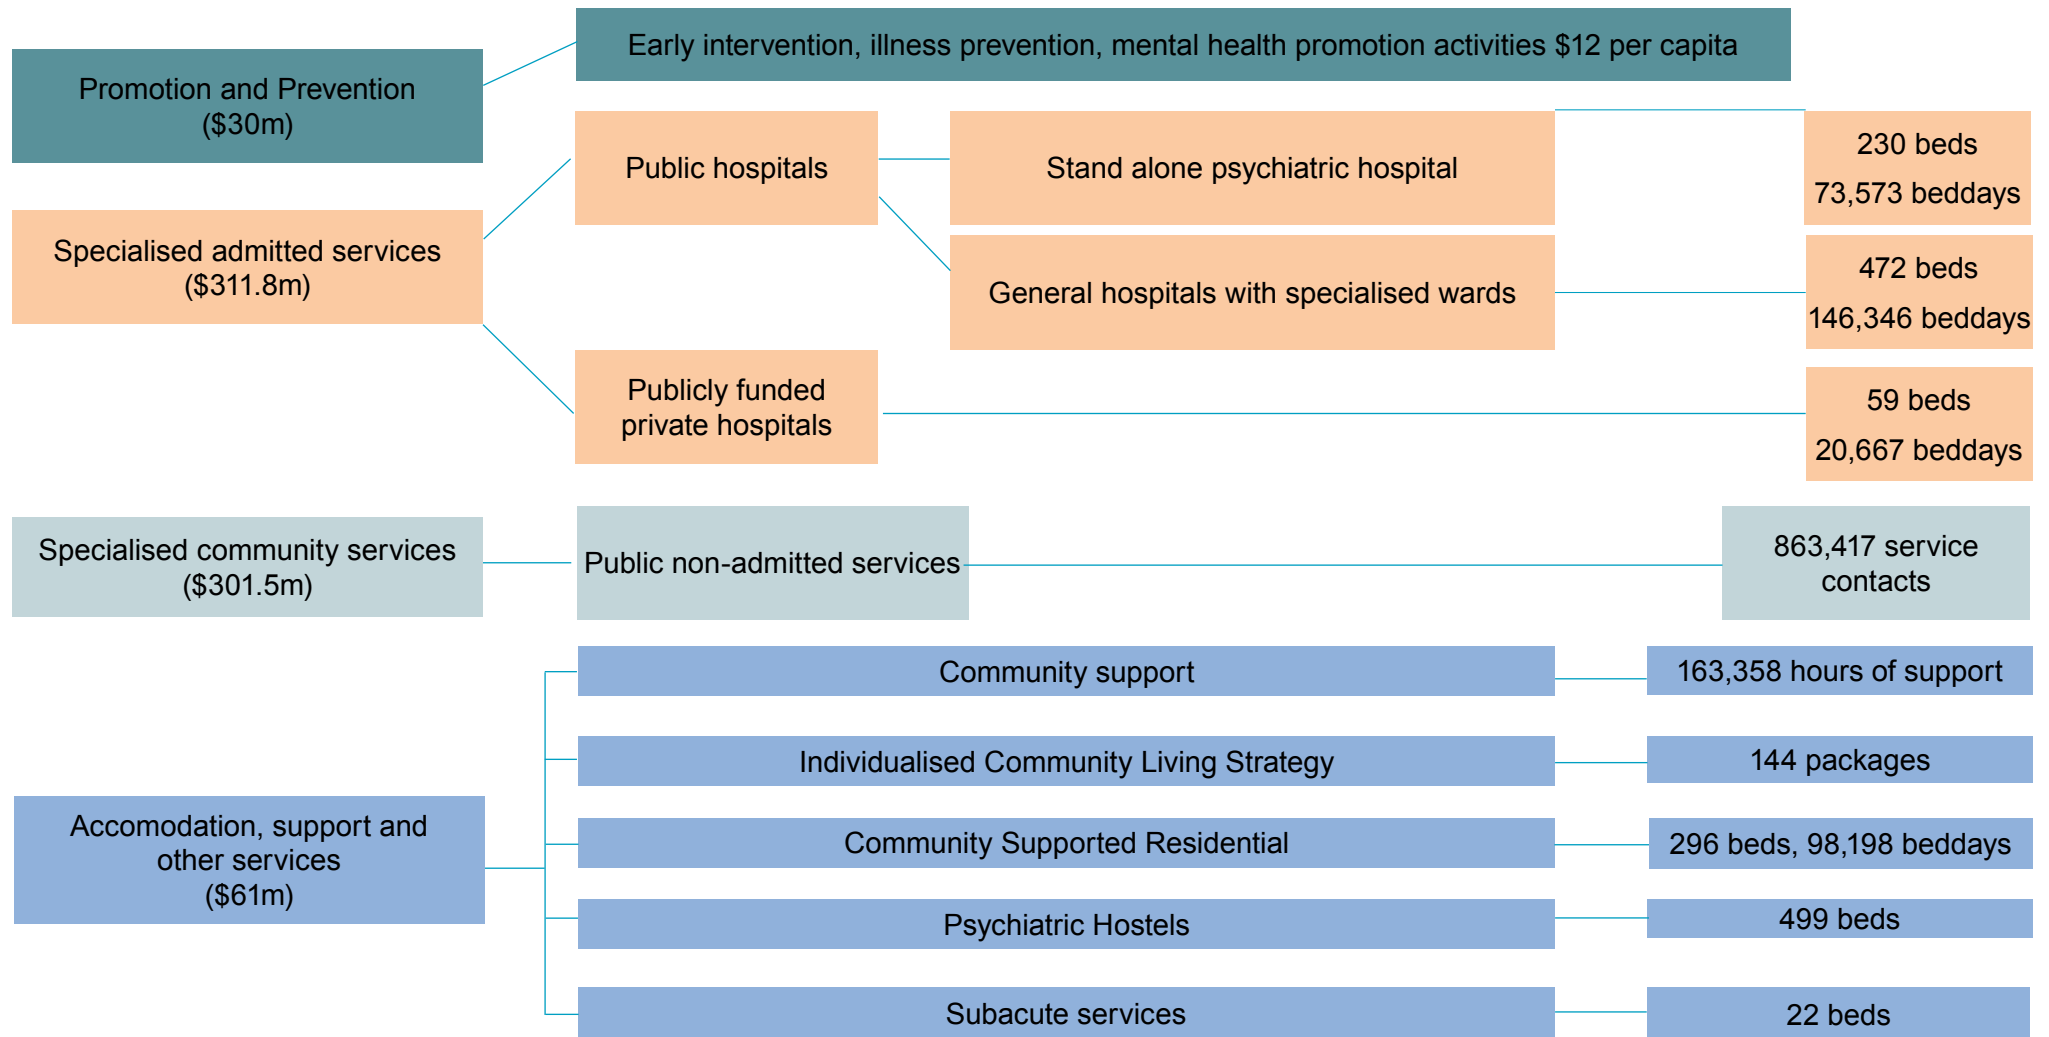 Early intervention, illness prevention, mental health promotion activities $12 per capita
Promotion and Prevention
($30m)
Public hospitals
Stand alone psychiatric hospital
230 beds
73,573 beddays
Specialised admitted services
($311.8m)
General hospitals with specialised wards
472 beds
146,346 beddays
Publicly funded
private hospitals
59 beds
20,667 beddays
Specialised community services
($301.5m)
Public non-admitted services
863,417 service
contacts
Community support
163,358 hours of support
Individualised Community Living Strategy
144 packages
Accomodation, support and
other services
($61m)
Community Supported Residential
296 beds, 98,198 beddays
Psychiatric Hostels
499 beds
Subacute services
22 beds